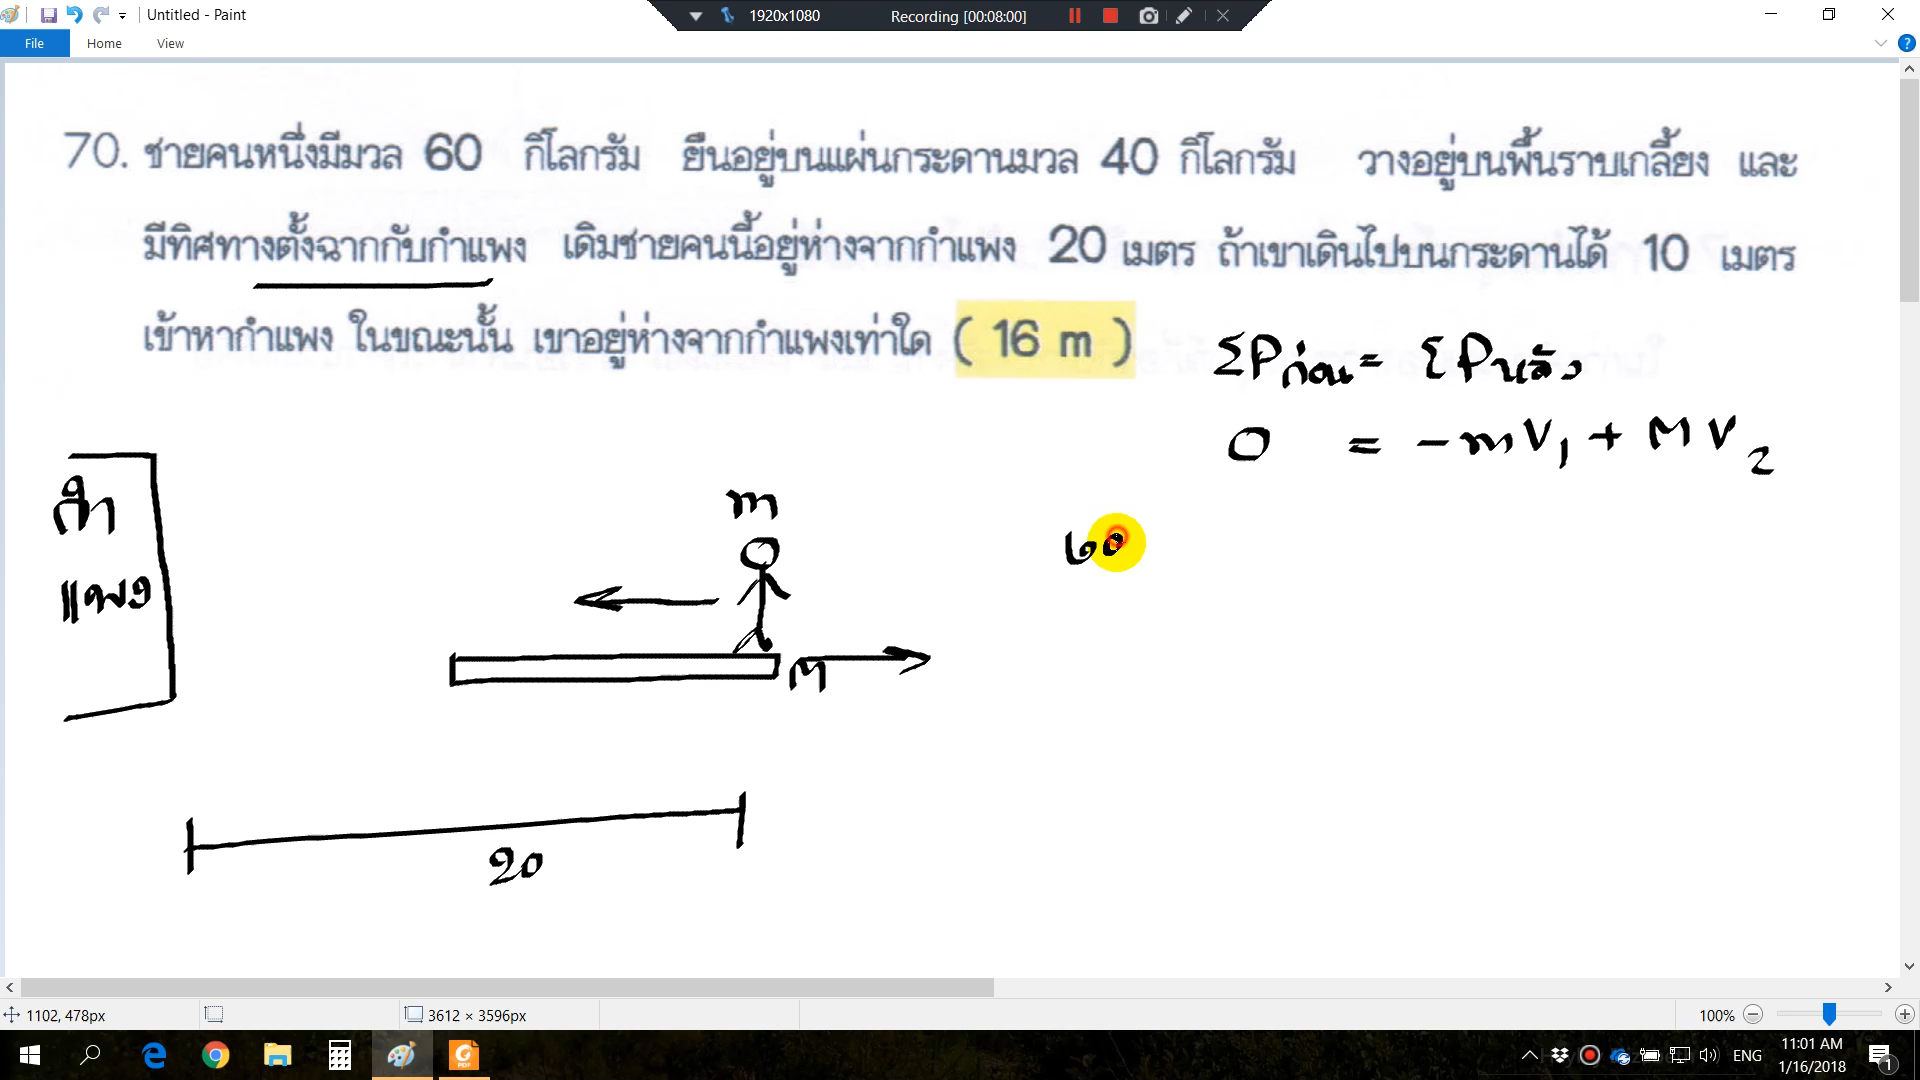 Untitled - Paint
1920x1080
Recording [00:08:00]
File Home View
70. ชายคนหนึ่งมีมวล 60 กิโลกรัม ยืนอยู่บนแผ่นกระดานมวล 40 กิโลกรัม วางอยู่บนพื้นราบเกลี้ยง และ
มีทิศทางตั้งฉากกับกำแพง เดิมชายคนนี้อยู่ห่างจากกำแพง 20 เมตร ถ้าเขาเดินไปบนกระดานได้ 10 เมตร
เข้าหากำแพง ในขณะนั้น เขาอยู่ห่างจากกำแพงเท่าใด ( 16 m )
ΣPก่อน = ΣPหลัง
0 = -mV₁ + MV₂
กำ
แพง
m
60
M
20
1102, 478px
3612 × 3596px
100%
ENG
11:01 AM
1/16/2018
1